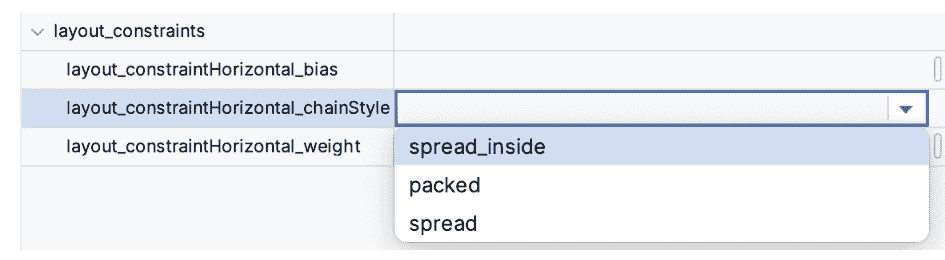 layout_constraints
layout_constraintHorizontal_bias
layout_constraintHorizontal_chainStyle
layout_constraintHorizontal_weight
spread_inside
packed
spread